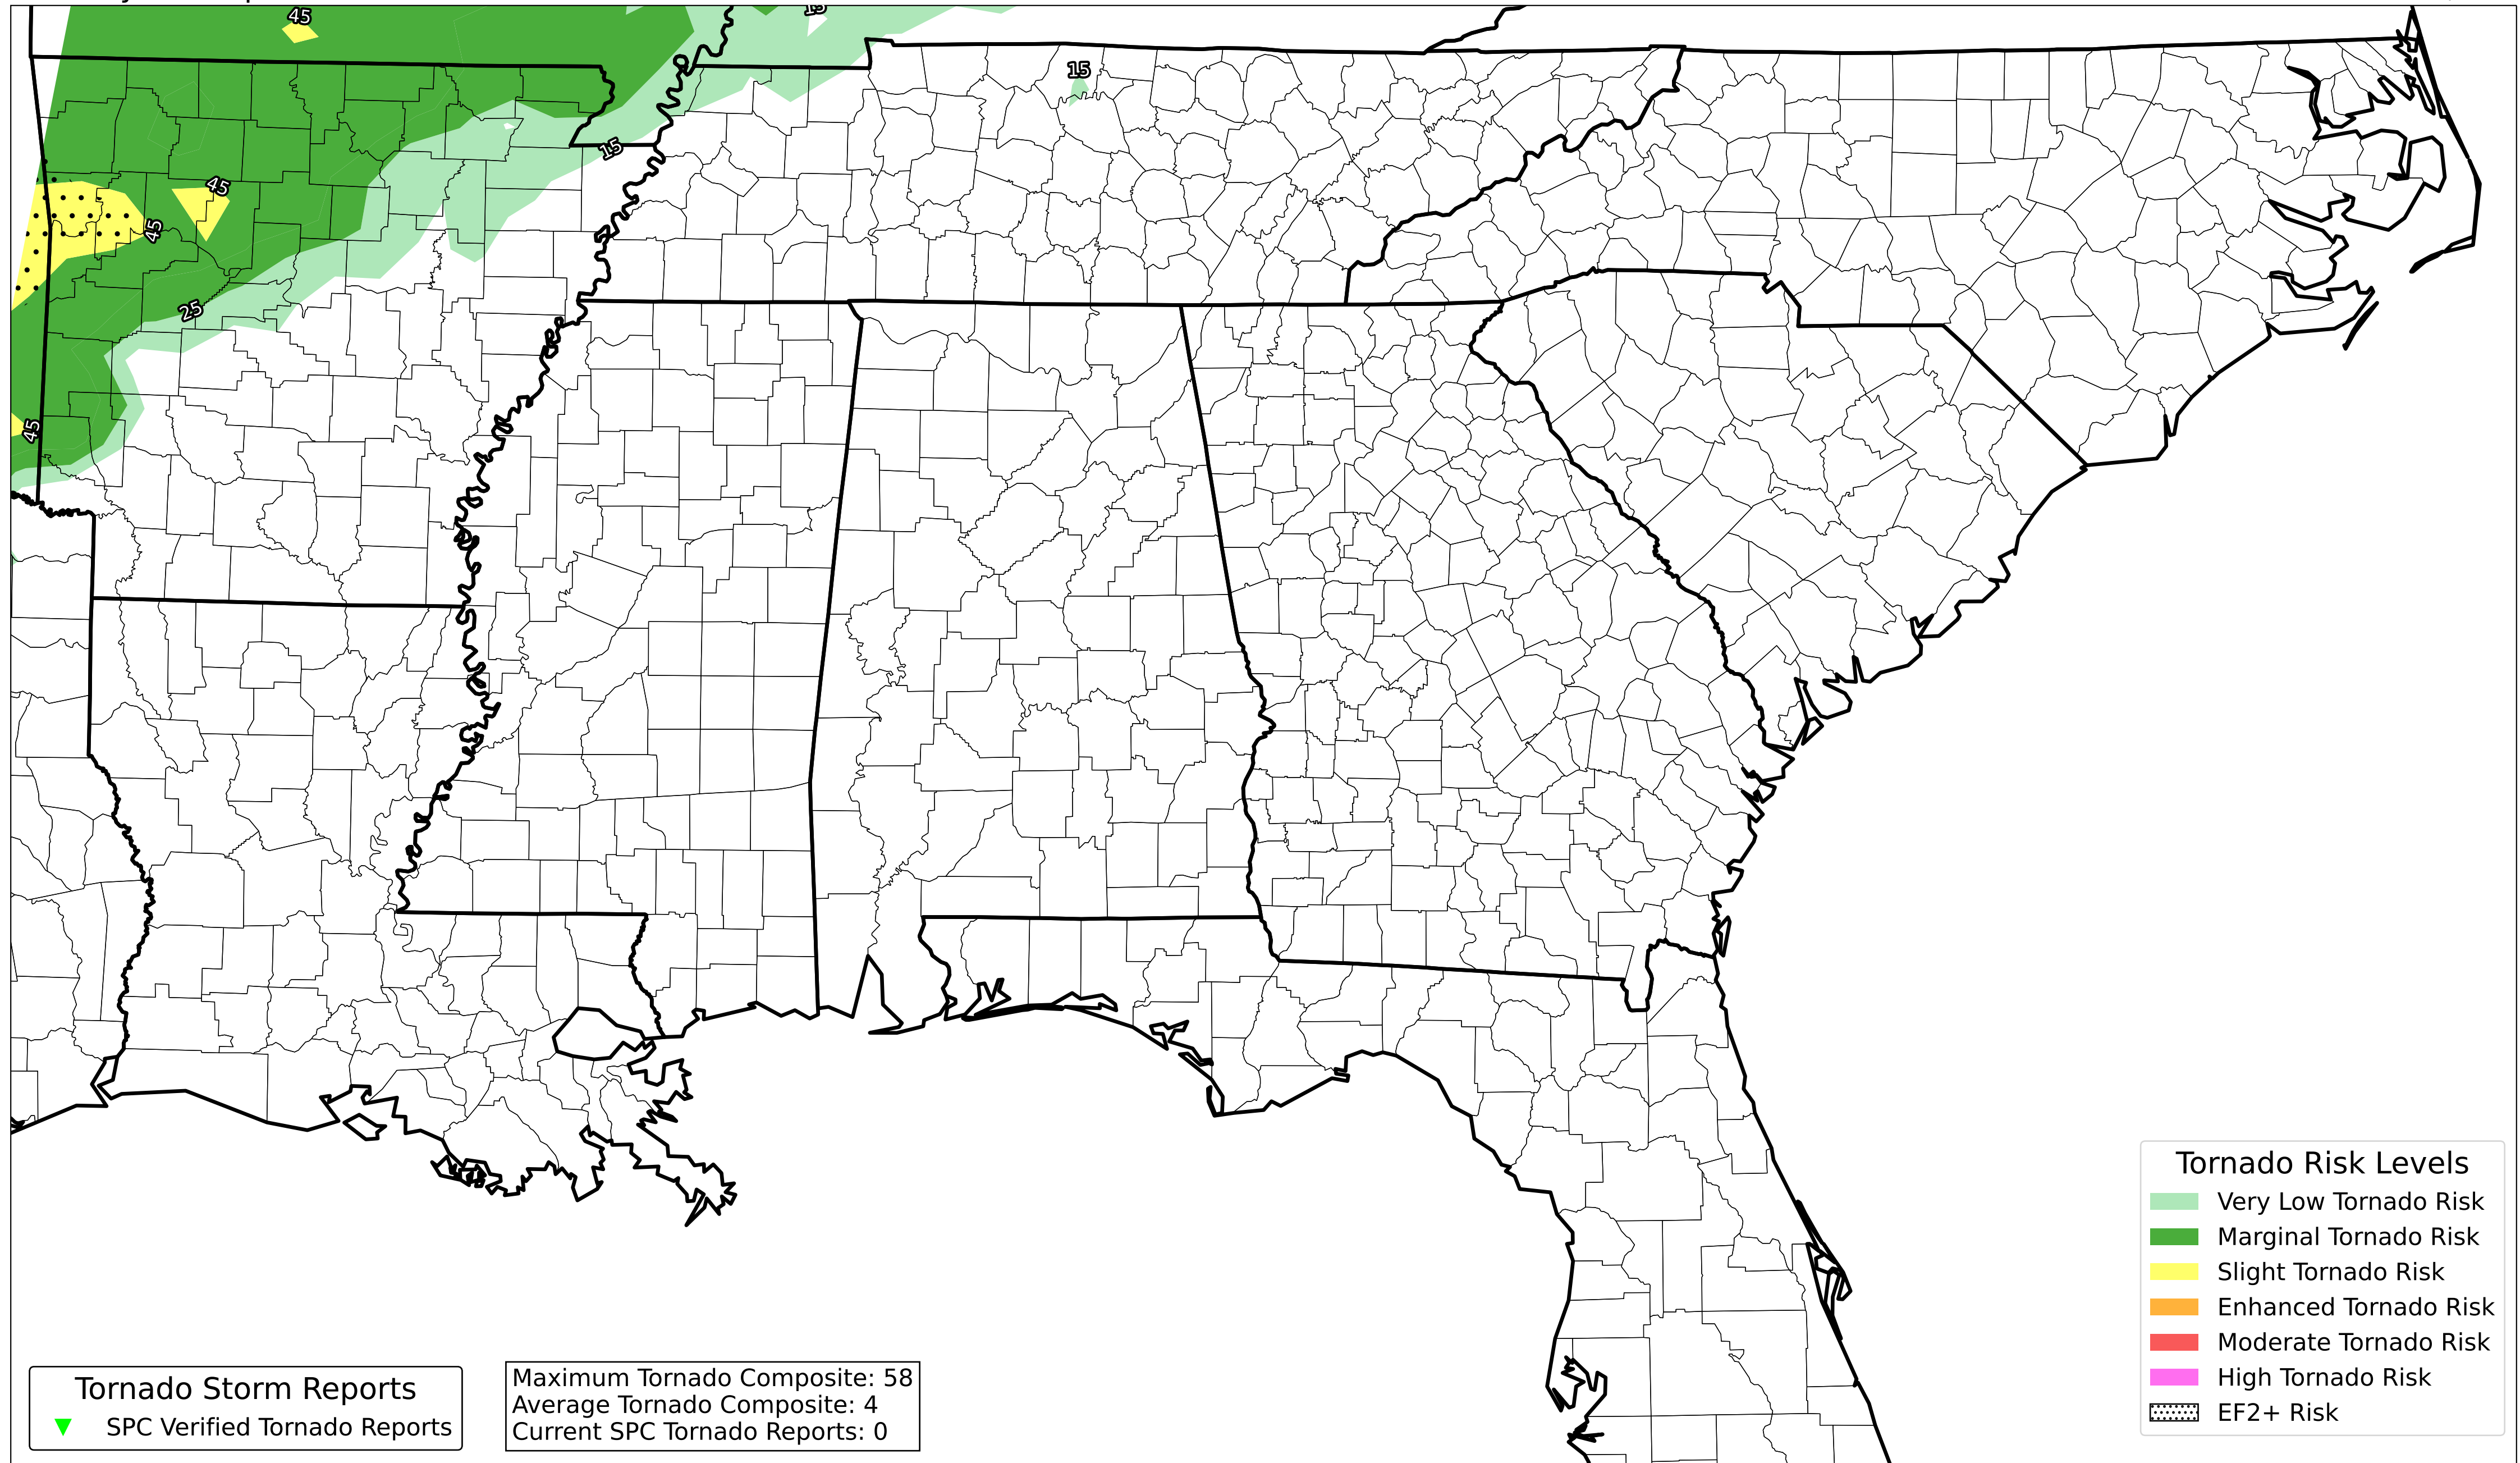 45
15
15
45
15
45
25
45
Tornado Risk Levels
Very Low Tornado Risk
Marginal Tornado Risk
Slight Tornado Risk
Enhanced Tornado Risk
Moderate Tornado Risk
High Tornado Risk
EF2+ Risk
Tornado Storm Reports
SPC Verified Tornado Reports
Maximum Tornado Composite: 58
Average Tornado Composite: 4
Current SPC Tornado Reports: 0